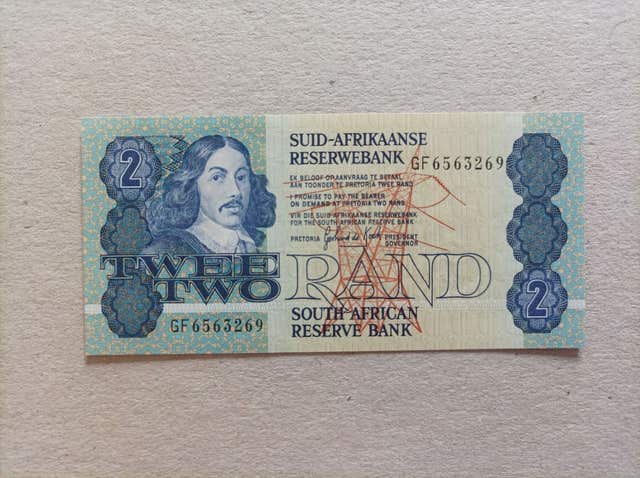 2
SUID-AFRIKAANSE
RESERWEBANK
GF6563269
EK BELOOF OP AANVRAAG TE BETAAL
AAN TOONDER TE PRETORIA TWEE RAND
I PROMISE TO PAY THE BEARER
ON DEMAND AT PRETORIA TWO RAND
VIR DIE SUID-AFRIKAANSE RESERWEBANK
FOR THE SOUTH AFRICAN RESERVE BANK
PRETORIA
PRESIDENT
GOVERNOR
TWEE
TWO
RAND
2
GF6563269
SOUTH AFRICAN
RESERVE BANK